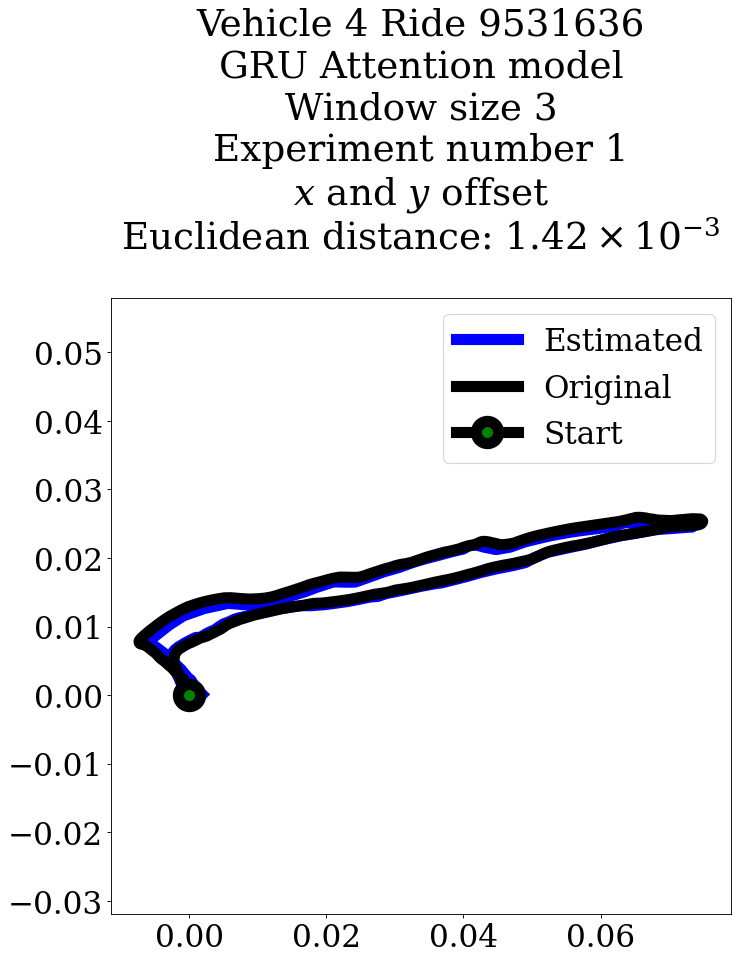 Vehicle 4 Ride 9531636
GRU Attention model
Window size 3
Experiment number 1
x and y offset
Euclidean distance: 1.42 × 10⁻³
Estimated
Original
Start
0.05
0.04
0.03
0.02
0.01
0.00
−0.01
−0.02
−0.03
0.00 0.02 0.04 0.06